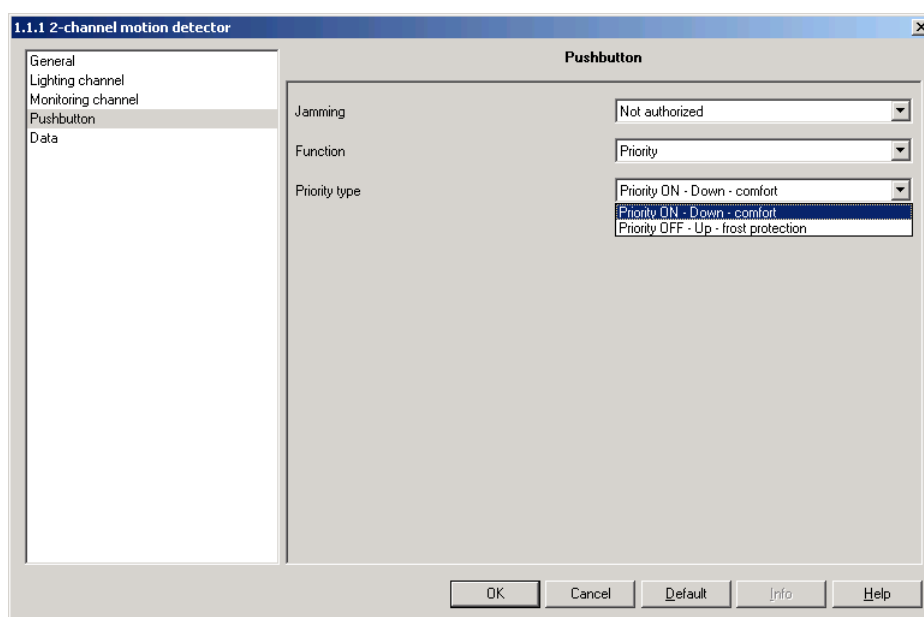 1.1.1 2-channel motion detector
General
Lighting channel
Monitoring channel
Pushbutton
Data
Pushbutton
Jamming
Not authorized
Function
Priority
Priority type
Priority ON - Down - comfort
Priority ON - Down - comfort
Priority OFF - Up - frost protection
OK
Cancel
Default
Info
Help